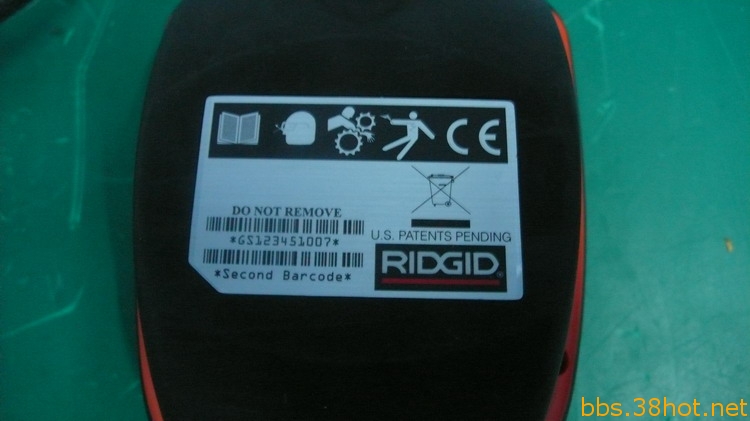 CE
DO NOT REMOVE
*GS123451007*
*Second Barcode*
U.S. PATENTS PENDING
RIDGID®
bbs.38hot.net